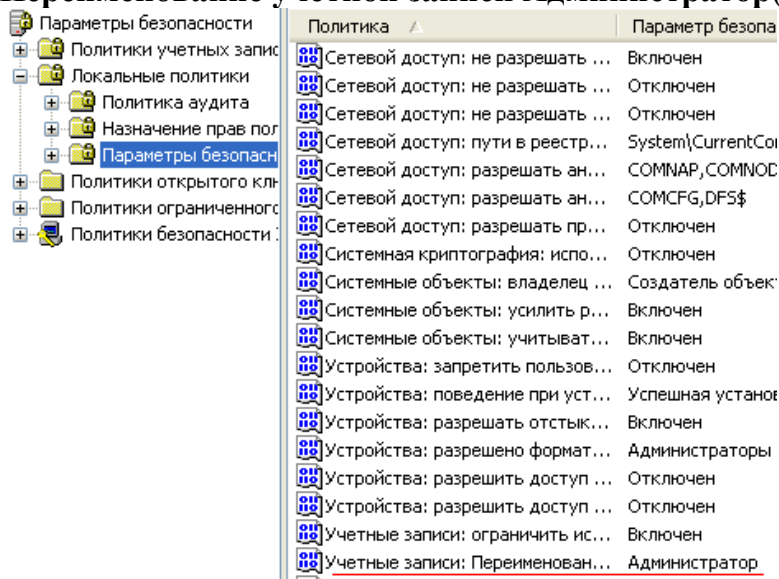 Переименование учетной записи Администратор(
Параметры безопасности
Политики учетных запис
Локальные политики
Политика аудита
Назначение прав пол
Параметры безопасн
Политики открытого клю
Политики ограниченного
Политики безопасности
Политика
Параметр безопа
Сетевой доступ: не разрешать ... Включен
Сетевой доступ: не разрешать ... Отключен
Сетевой доступ: не разрешать ... Отключен
Сетевой доступ: пути в реестр... System\CurrentCon
Сетевой доступ: разрешать ан... COMNAP,COMNOD
Сетевой доступ: разрешать ан... COMCFG,DFS$
Сетевой доступ: разрешать пр... Отключен
Системная криптография: испо... Отключен
Системные объекты: владелец ... Создатель объект
Системные объекты: усилить р... Включен
Системные объекты: учитыват... Включен
Устройства: запретить пользов... Отключен
Устройства: поведение при уст... Успешная установ
Устройства: разрешать отстык... Включен
Устройства: разрешено формат... Администраторы
Устройства: разрешить доступ ... Отключен
Устройства: разрешить доступ ... Отключен
Учетные записи: ограничить ис... Включен
Учетные записи: Переименован... Администратор